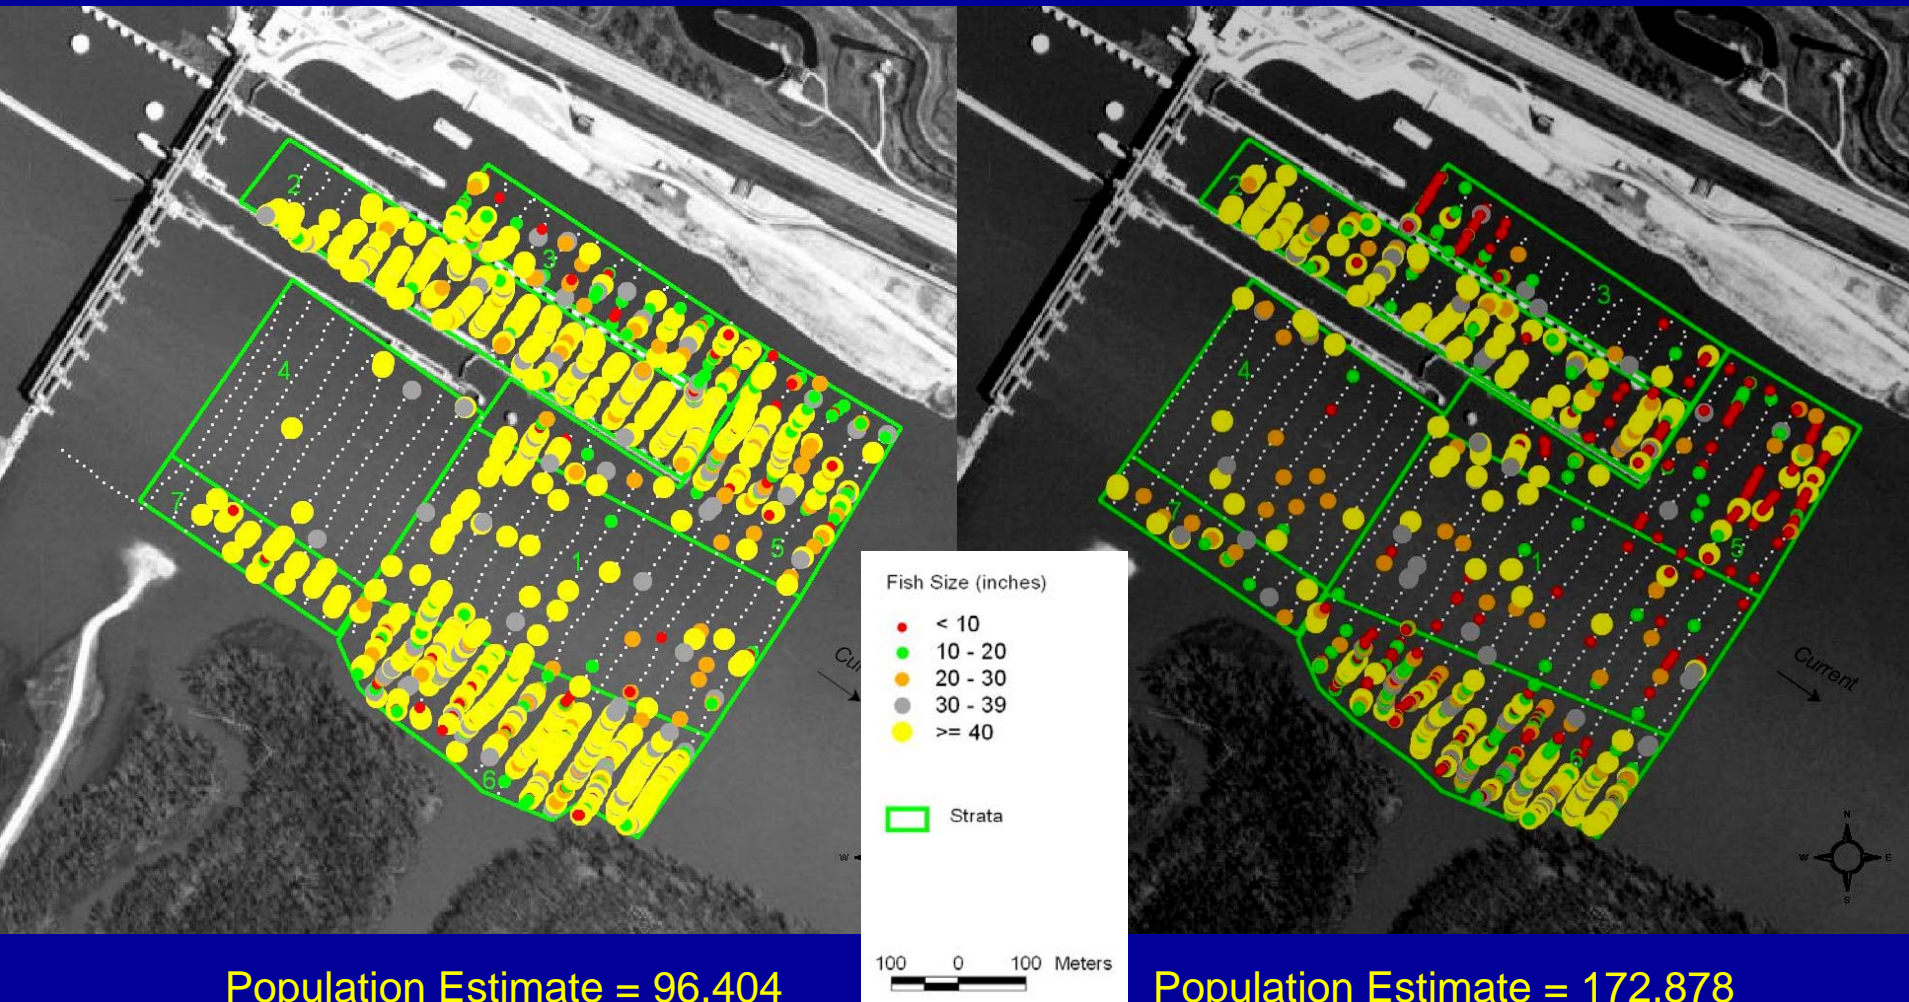 2
3
4
7
1
5
6
Cur
W
Population Estimate = 96,404
Fish Size (inches)
< 10
10 - 20
20 - 30
30 - 39
>= 40
Strata
100 0 100 Meters
2
3
4
1
5
6
Current
N
W E
S
Population Estimate = 172,878